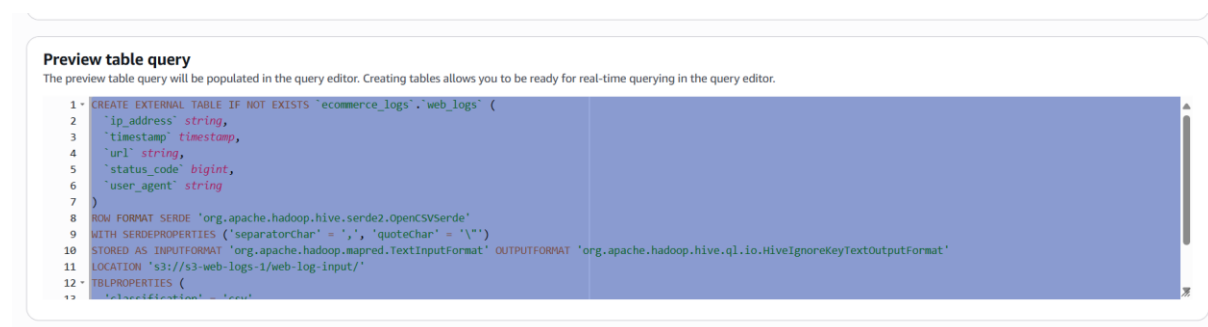 Preview table query
The preview table query will be populated in the query editor. Creating tables allows you to be ready for real-time querying in the query editor.
1 CREATE EXTERNAL TABLE IF NOT EXISTS `ecommerce_logs`.`web_logs` (
2 `ip_address` string,
3 `timestamp` timestamp,
4 `url` string,
5 `status_code` bigint,
6 `user_agent` string
7 )
8 ROW FORMAT SERDE 'org.apache.hadoop.hive.serde2.OpenCSVSerde'
9 WITH SERDEPROPERTIES ('separatorChar' = ',', 'quoteChar' = '\"')
10 STORED AS INPUTFORMAT 'org.apache.hadoop.mapred.TextInputFormat' OUTPUTFORMAT 'org.apache.hadoop.hive.ql.io.HiveIgnoreKeyTextOutputFormat'
11 LOCATION 's3://s3-web-logs-1/web-log-input/'
12 TBLPROPERTIES (
13 'classification' = 'csv'